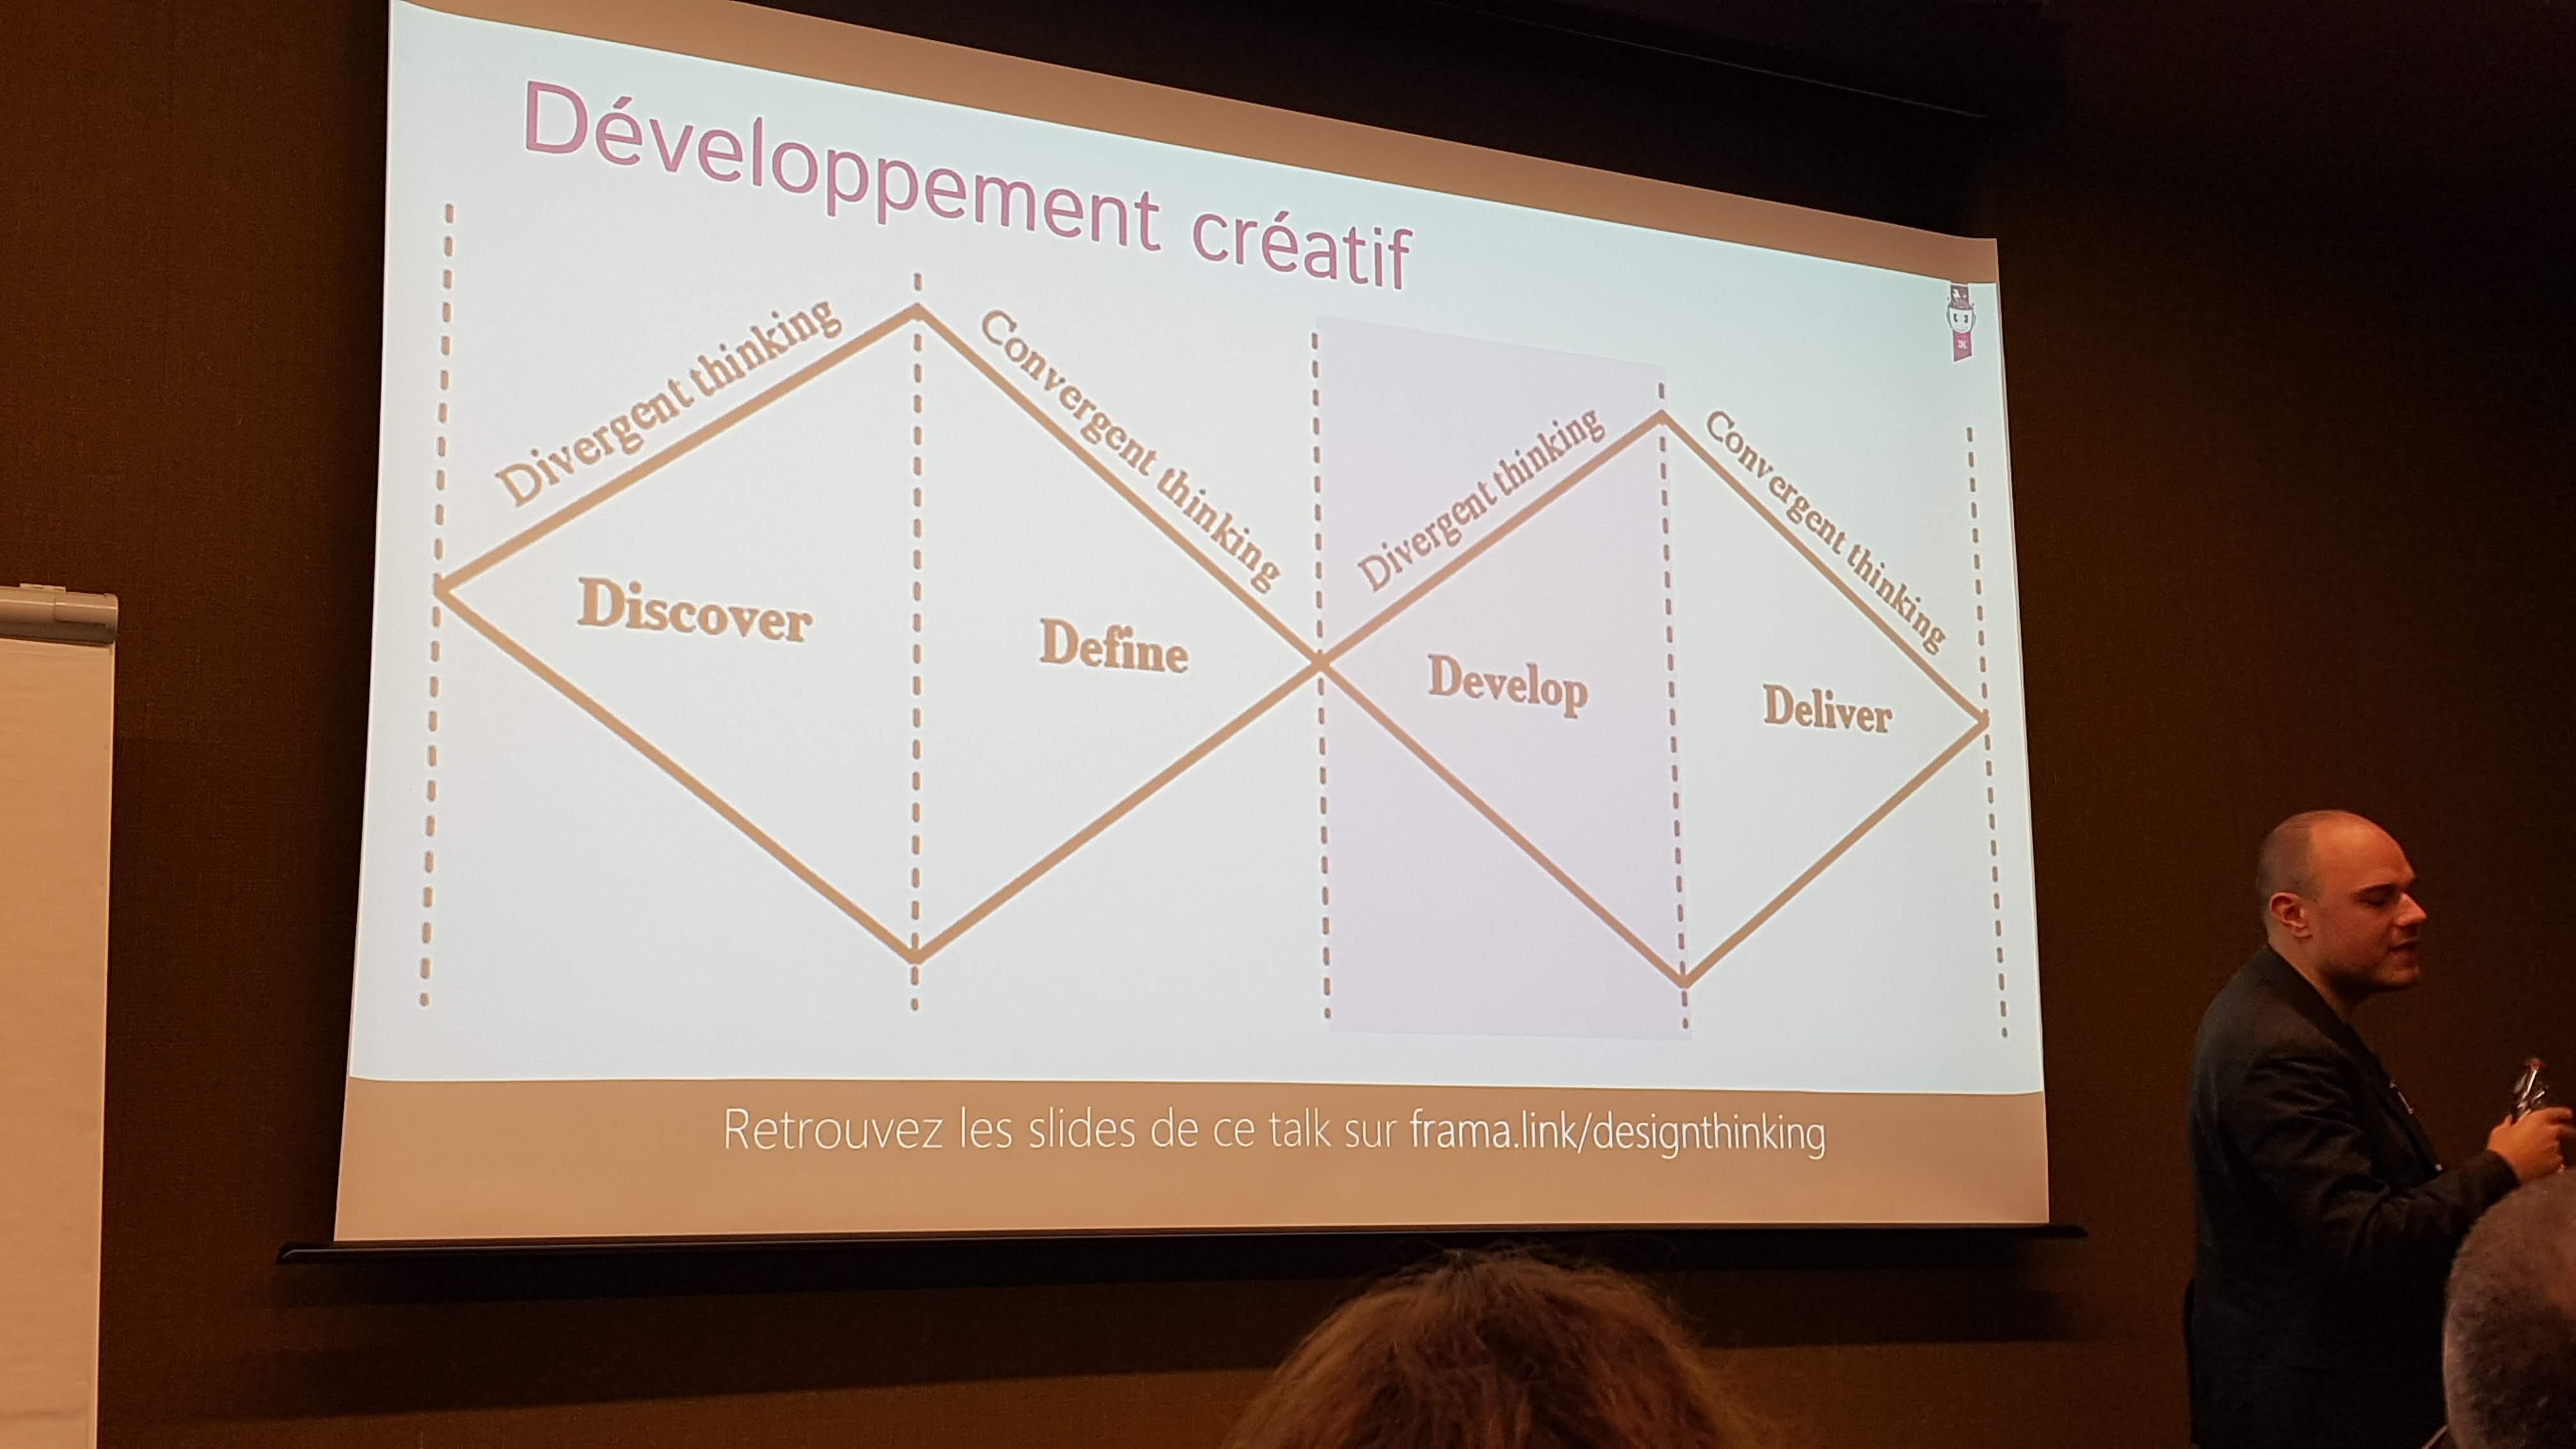 Développement créatif
Divergent thinking
Convergent thinking
Divergent thinking
Convergent thinking
Discover
Define
Develop
Deliver
Retrouvez les slides de ce talk sur frama.link/designthinking